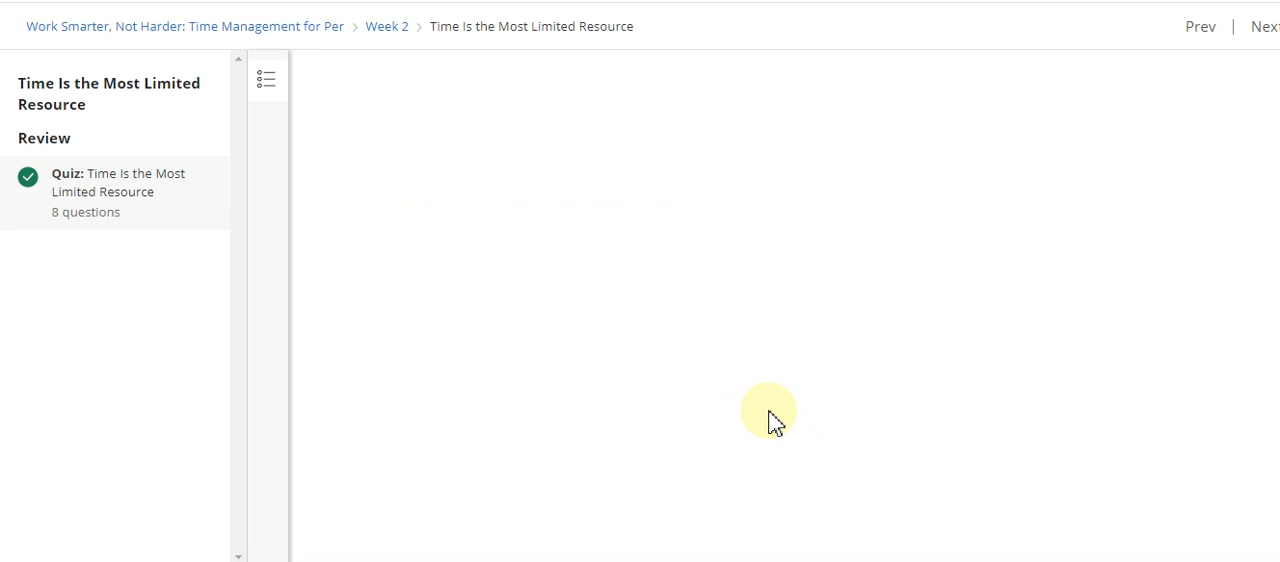 Work Smarter, Not Harder: Time Management for Per > Week 2 > Time Is the Most Limited Resource
Prev | Next
Time Is the Most Limited
Resource
Review
Quiz: Time Is the Most
Limited Resource
8 questions